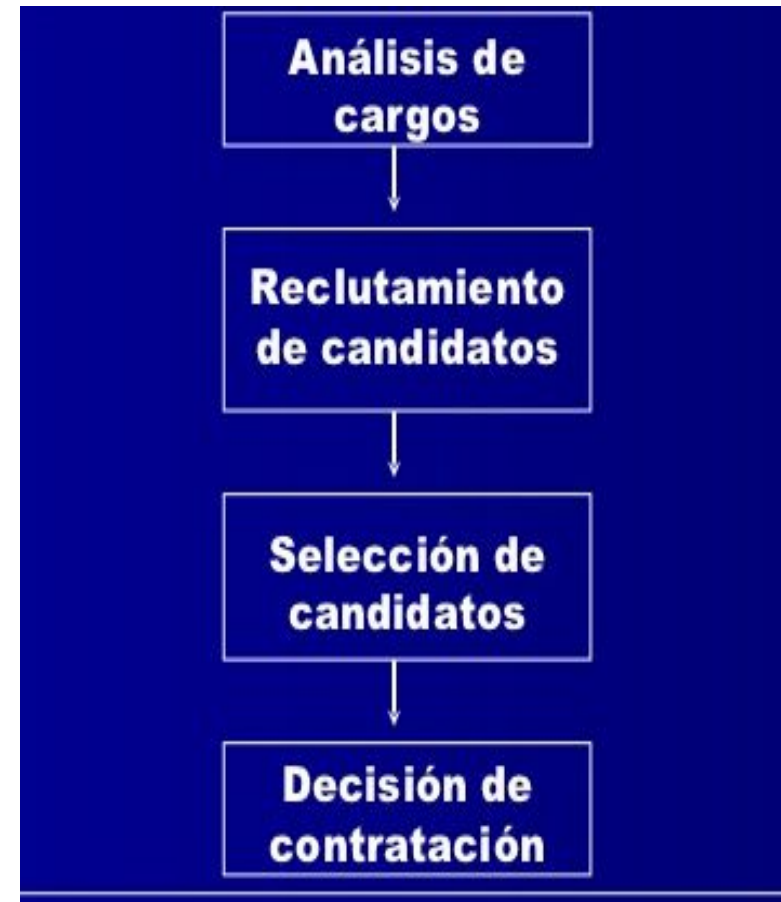 Análisis de
cargos
Reclutamiento
de candidatos
Selección de
candidatos
Decisión de
contratación